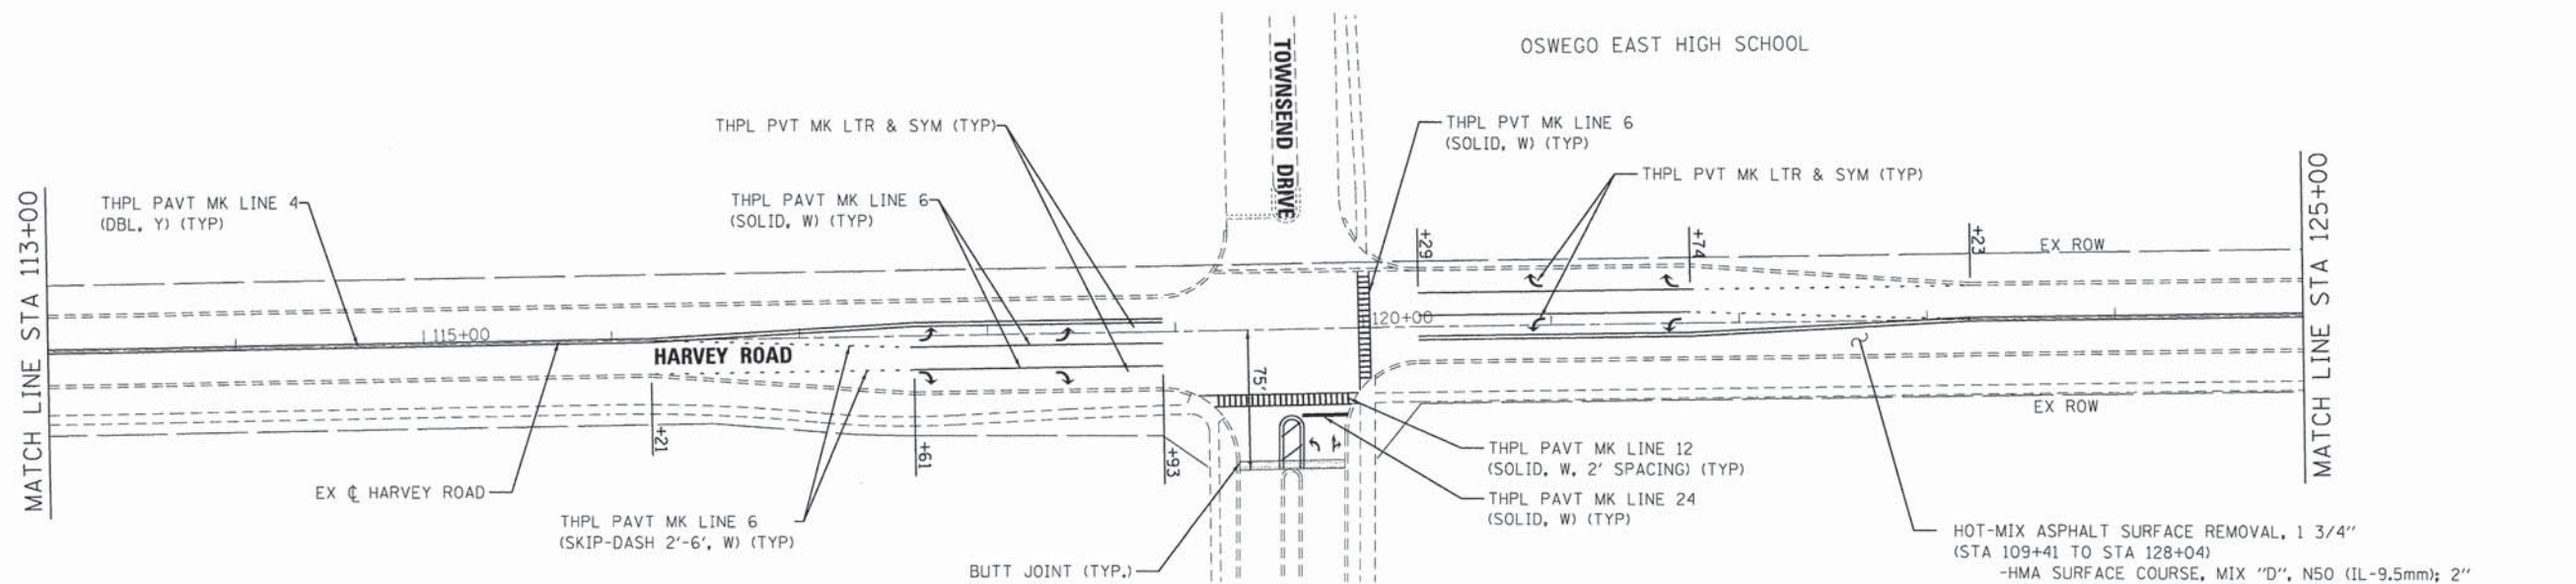 OSWEGO EAST HIGH SCHOOL
TOWNSEND DRIVE
THPL PVT MK LTR & SYM (TYP)
THPL PVT MK LINE 6
(SOLID, W) (TYP)
THPL PVT MK LTR & SYM (TYP)
MATCH LINE STA 113+00
THPL PAVT MK LINE 4
(DBL, Y) (TYP)
THPL PAVT MK LINE 6
(SOLID, W) (TYP)
+29
+74
+23
EX ROW
MATCH LINE STA 125+00
115+00
HARVEY ROAD
120+00
75'
EX ROW
+21
+61
+93
EX ℄ HARVEY ROAD
THPL PAVT MK LINE 6
(SKIP-DASH 2'-6', W) (TYP)
THPL PAVT MK LINE 12
(SOLID, W, 2' SPACING) (TYP)
THPL PAVT MK LINE 24
(SOLID, W) (TYP)
BUTT JOINT (TYP.)
HOT-MIX ASPHALT SURFACE REMOVAL, 1 3/4"
(STA 109+41 TO STA 128+04)
-HMA SURFACE COURSE, MIX "D", N50 (IL-9.5mm); 2"